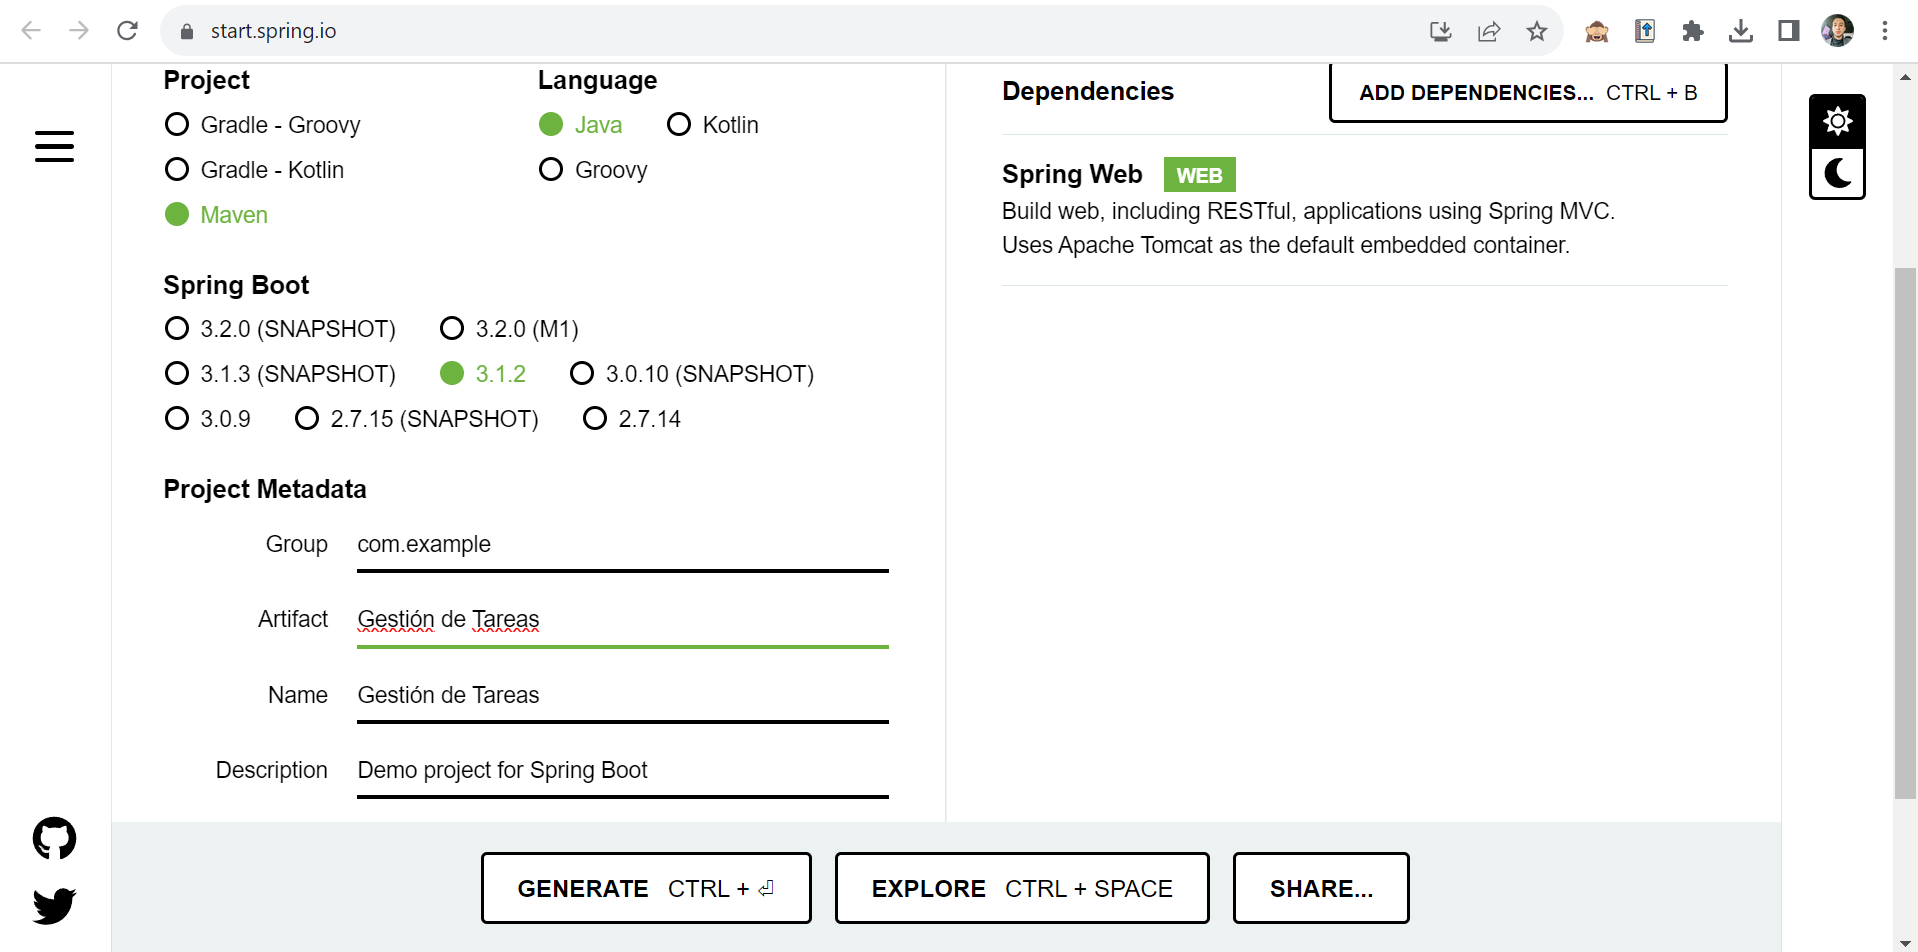 start.spring.io
Project
Gradle - Groovy
Gradle - Kotlin
Maven
Language
Java Kotlin
Groovy
Spring Boot
3.2.0 (SNAPSHOT) 3.2.0 (M1)
3.1.3 (SNAPSHOT) 3.1.2 3.0.10 (SNAPSHOT)
3.0.9 2.7.15 (SNAPSHOT) 2.7.14
Project Metadata
Group com.example
Artifact Gestión de Tareas
Name Gestión de Tareas
Description Demo project for Spring Boot
Dependencies ADD DEPENDENCIES... CTRL + B
Spring Web WEB
Build web, including RESTful, applications using Spring MVC.
Uses Apache Tomcat as the default embedded container.
GENERATE CTRL + ⏎ EXPLORE CTRL + SPACE SHARE...